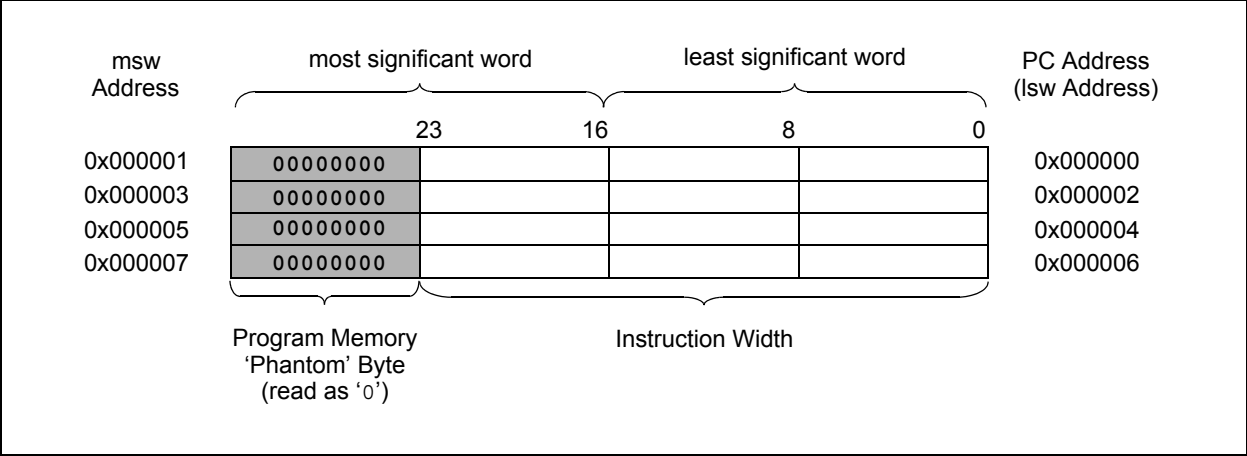 msw
Address
most significant word
least significant word
PC Address
(lsw Address)
23
16
8
0
0x000001
00000000
0x000000
0x000003
00000000
0x000002
0x000005
00000000
0x000004
0x000007
00000000
0x000006
Program Memory
‘Phantom’ Byte
(read as ‘0’)
Instruction Width